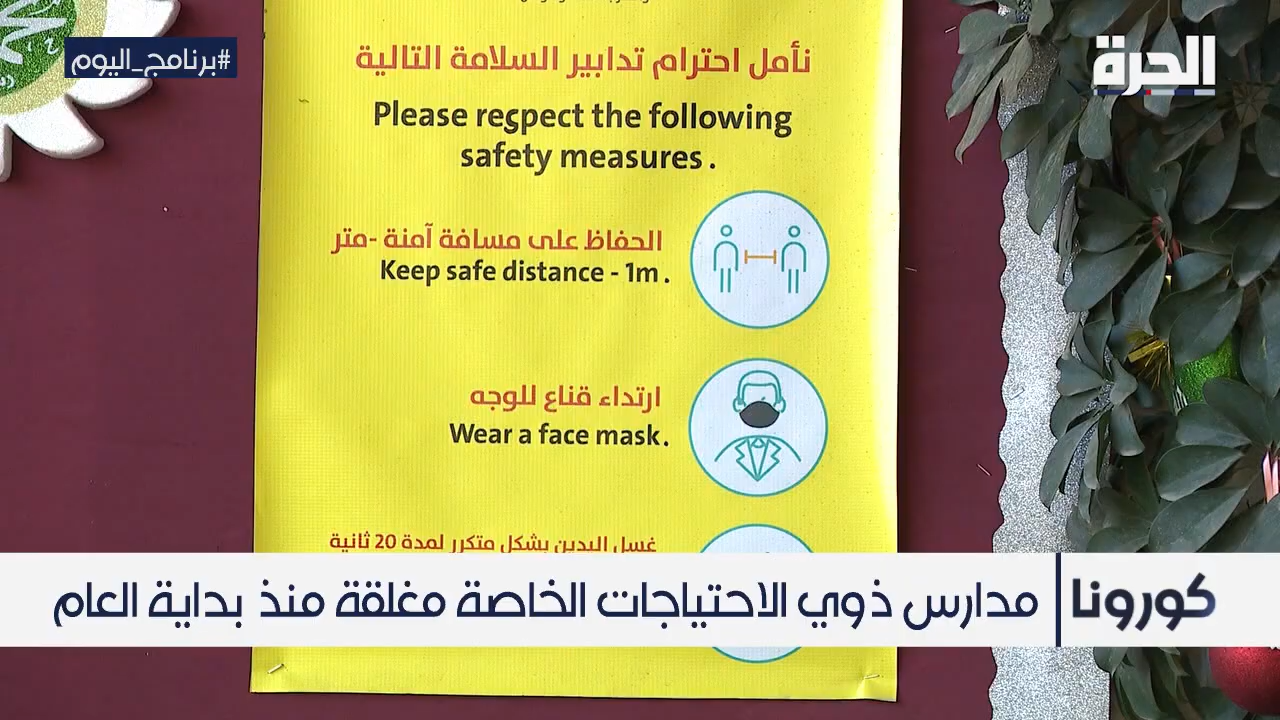 #برنامج_اليوم
الحرة
نأمل احترام تدابير السلامة التالية
Please respect the following
safety measures .
الحفاظ على مسافة آمنة -متر
Keep safe distance - 1m .
ارتداء قناع للوجه
Wear a face mask .
غسل اليدين بشكل متكرر لمدة 20 ثانية
كورونا
مدارس ذوي الاحتياجات الخاصة مغلقة منذ بداية العام